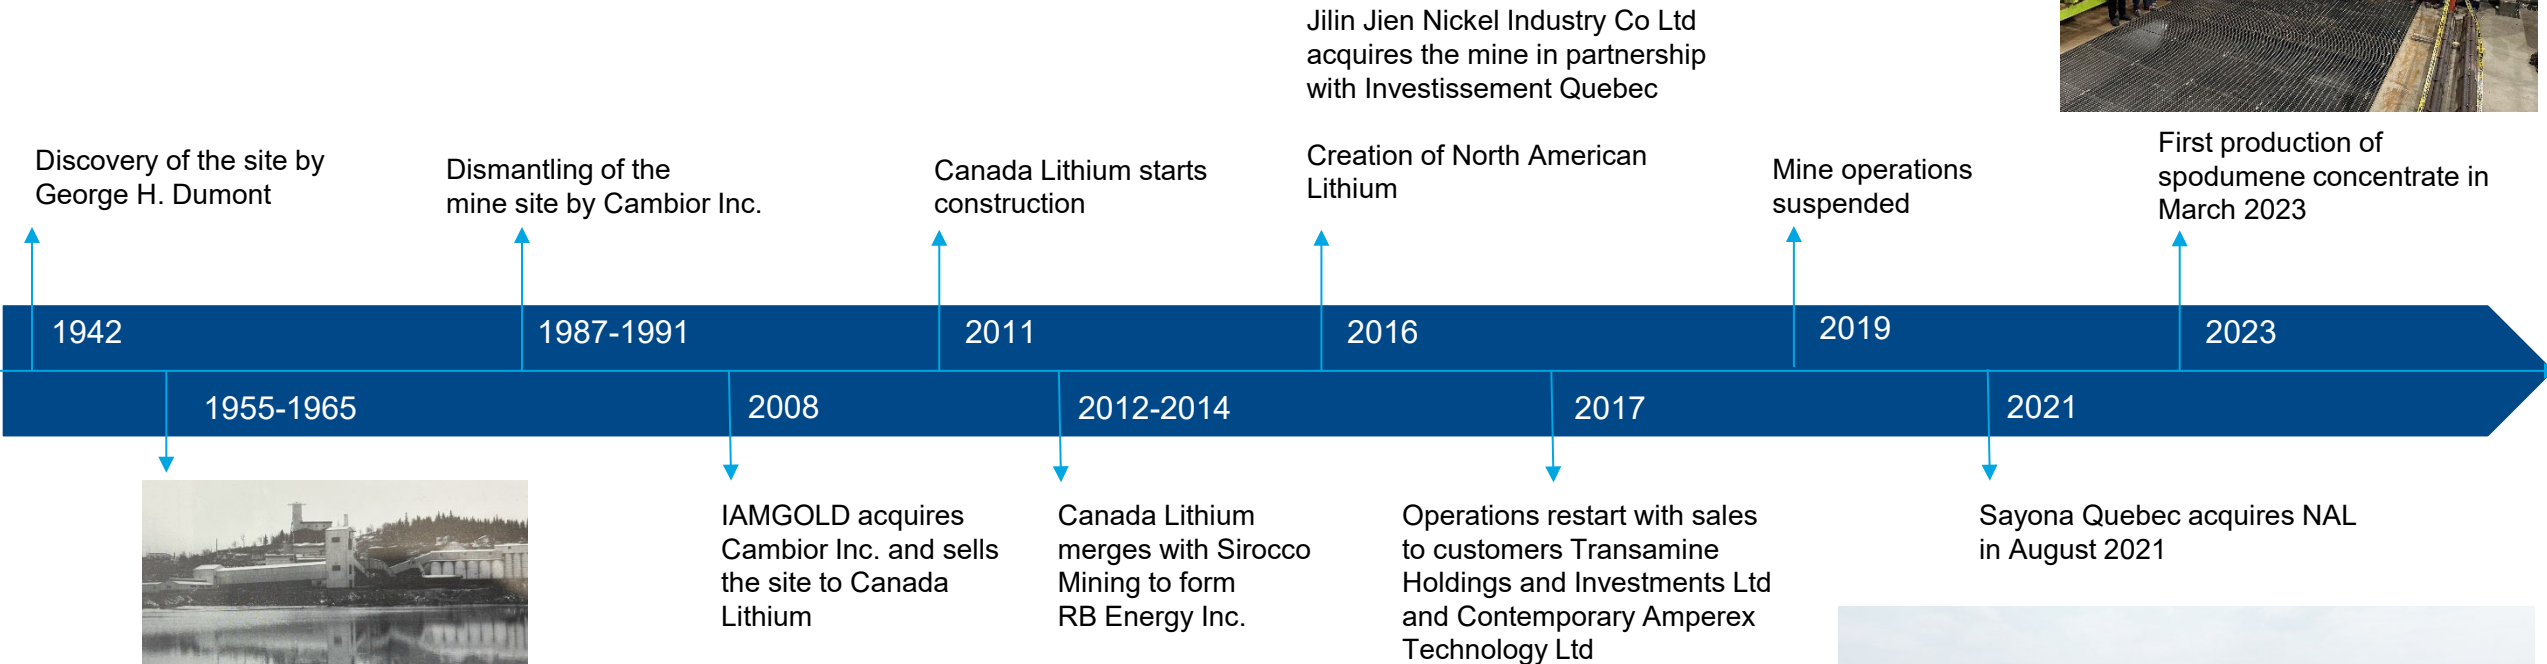 Jilin Jien Nickel Industry Co Ltd
acquires the mine in partnership
with Investissement Quebec
Discovery of the site by
George H. Dumont
Dismantling of the
mine site by Cambior Inc.
Canada Lithium starts
construction
Creation of North American
Lithium
Mine operations
suspended
First production of
spodumene concentrate in
March 2023
1942
1987-1991
2011
2016
2019
2023
1955-1965
2008
2012-2014
2017
2021
IAMGOLD acquires
Cambior Inc. and sells
the site to Canada
Lithium
Canada Lithium
merges with Sirocco
Mining to form
RB Energy Inc.
Operations restart with sales
to customers Transamine
Holdings and Investments Ltd
and Contemporary Amperex
Technology Ltd
Sayona Quebec acquires NAL
in August 2021